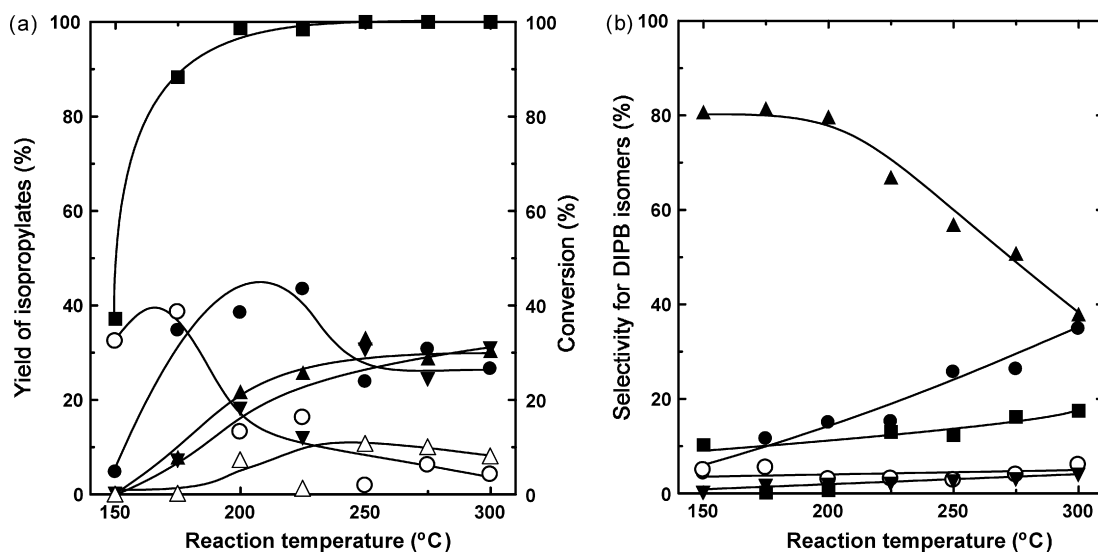 (a)
100
80
60
40
20
0
Yield of isopropylates (%)
100
80
60
40
20
0
Conversion (%)
150 200 250 300
Reaction temperature (ºC)
(b)
100
80
60
40
20
0
Selectivity for DIPB isomers (%)
150 200 250 300
Reaction temperature (ºC)